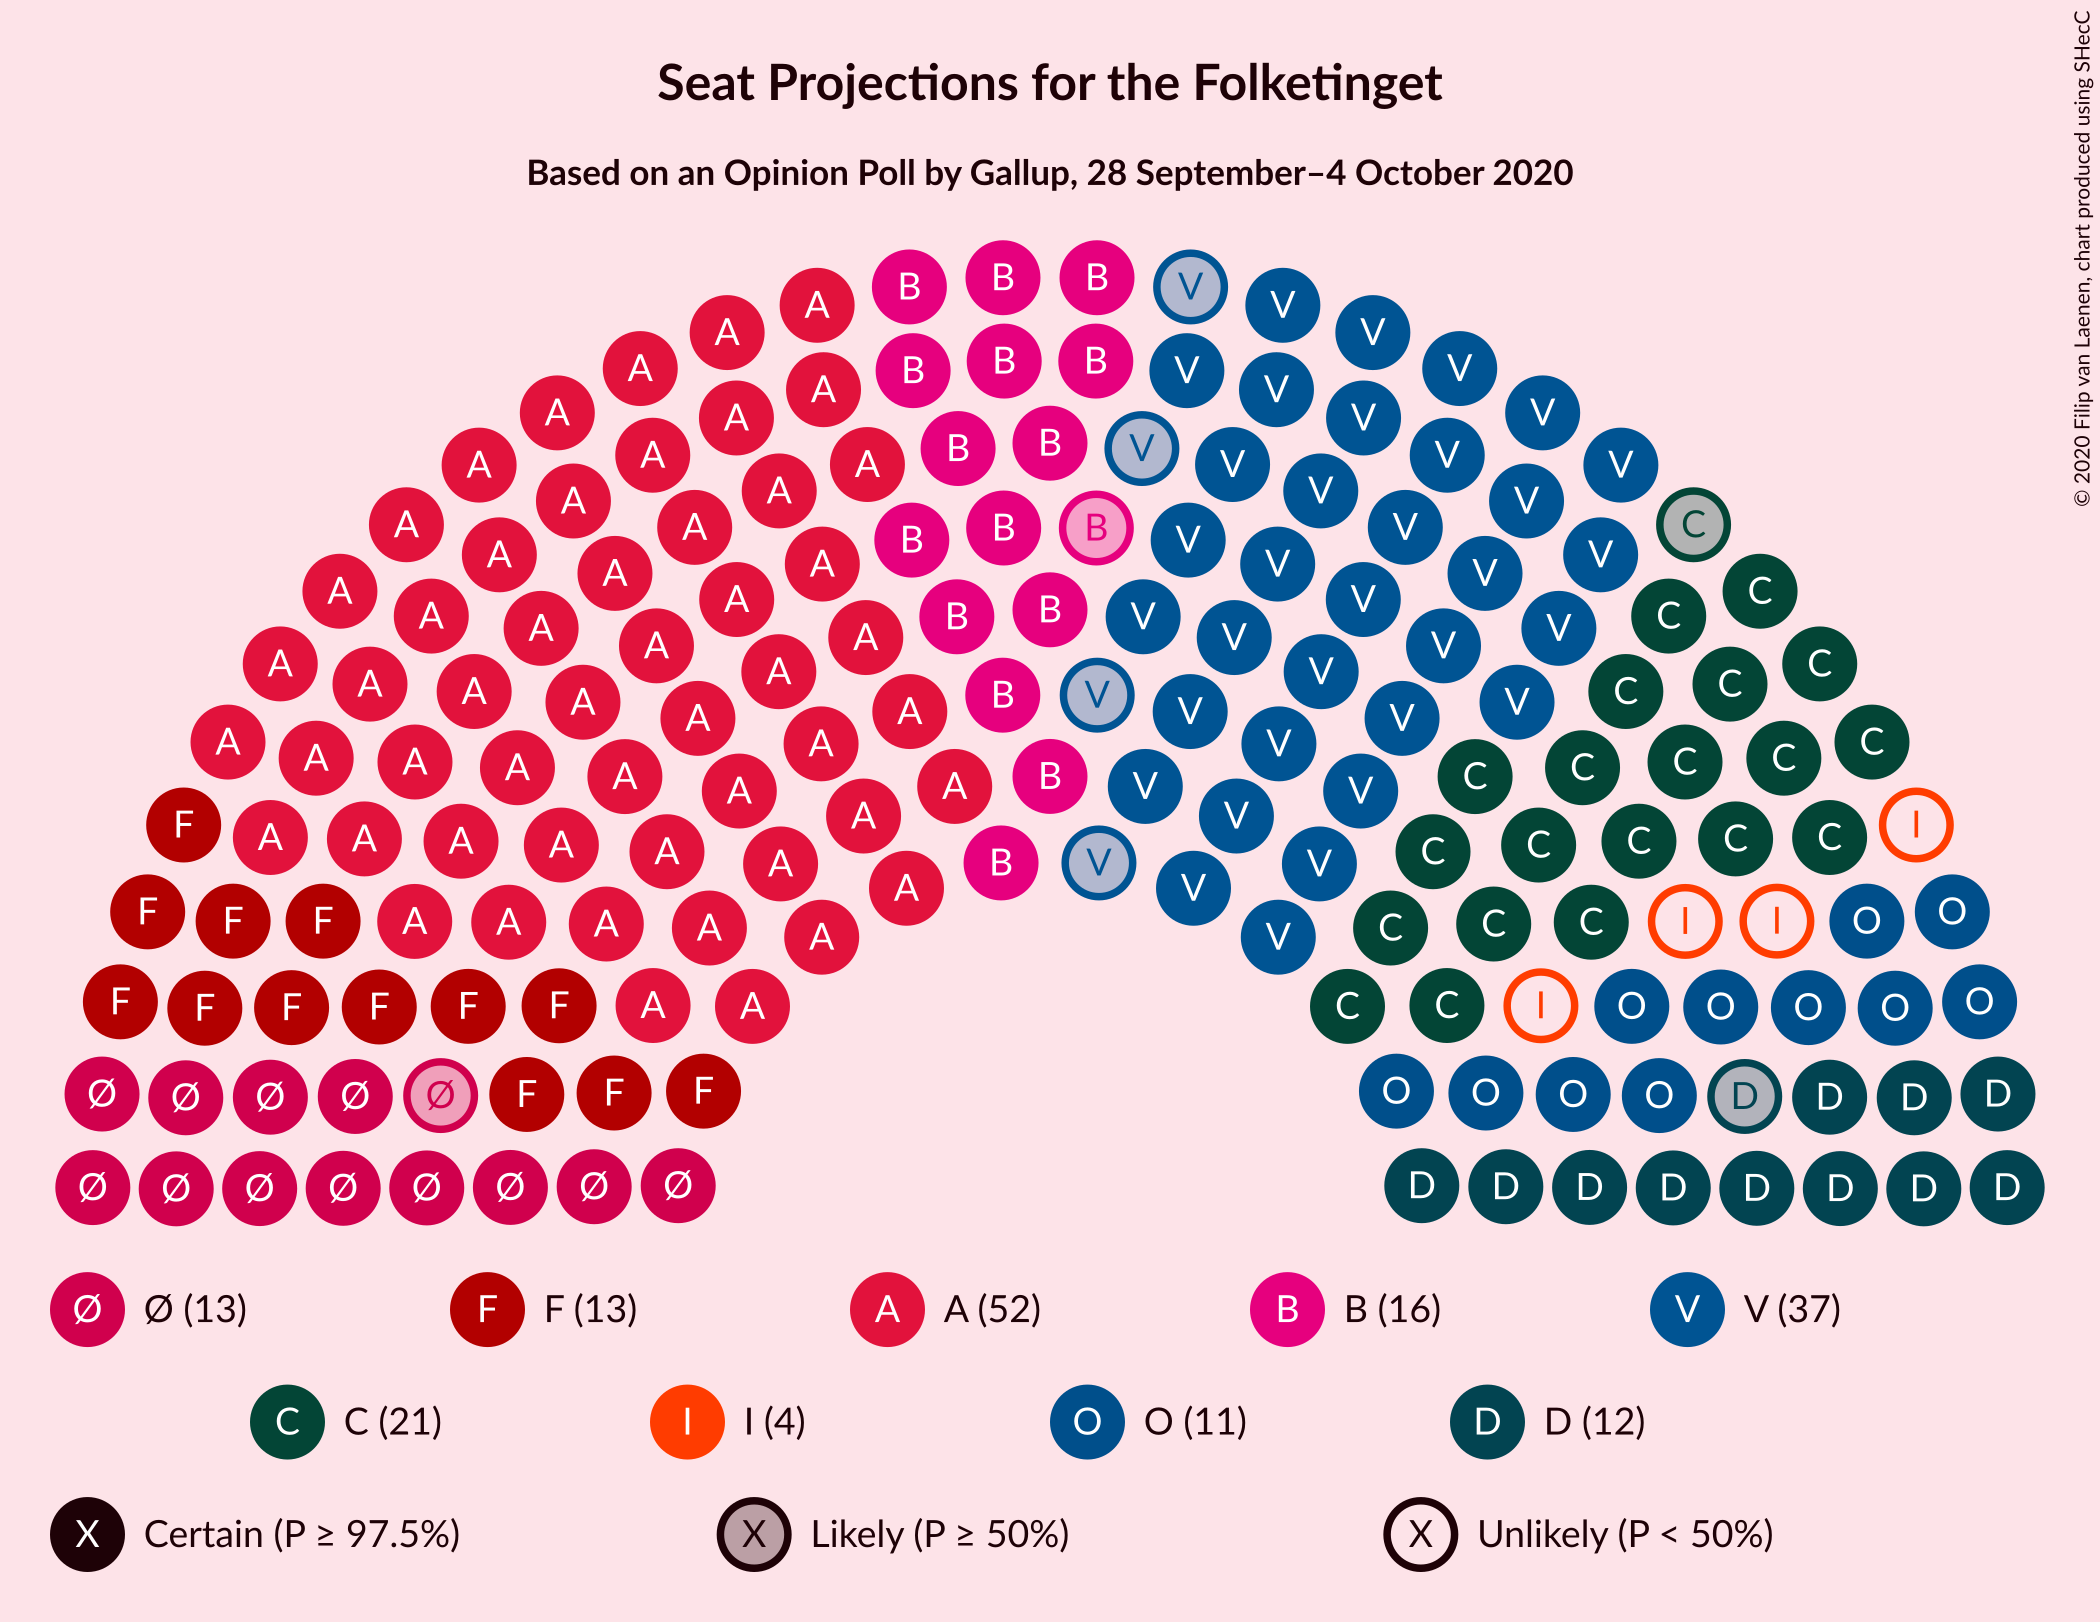 Seat Projections for the Folketinget
Based on an Opinion Poll by Gallup, 28 September–4 October 2020
© 2020 Filip van Laenen, chart produced using SHecC
B B B V
A A V V
A B B B V V
A A A V V V
A A B B V V V
A A A A V V V V
A A A B B B V V V V C
A A A A V V V V
A A A A B B V V V V C C
A A A A A V V V V V
A A A A A B V V V V C C C
A A A A A A V V V V C
A A A A A A B V V V C C C C C
F A A A A A A A V V C C C C C I
A B V V
F F F A A A A A A V C C C I I O O
F F F F F F A A C C I O O O O O
Ø Ø Ø Ø Ø F F F O O O O D D D D
Ø Ø Ø Ø Ø Ø Ø Ø D D D D D D D D
Ø Ø (13) F F (13) A A (52) B B (16) V V (37)
C C (21) I I (4) O O (11) D D (12)
X Certain (P ≥ 97.5%) X Likely (P ≥ 50%) X Unlikely (P < 50%)